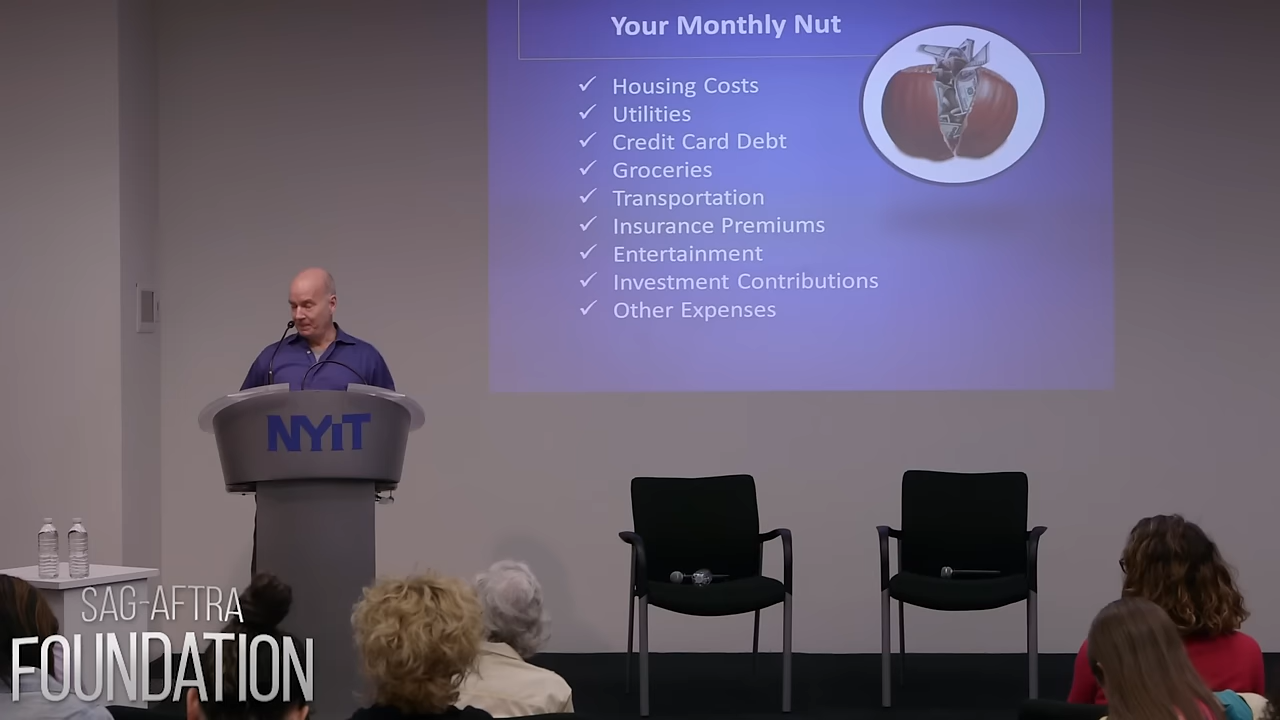 Your Monthly Nut
✓ Housing Costs
✓ Utilities
✓ Credit Card Debt
✓ Groceries
✓ Transportation
✓ Insurance Premiums
✓ Entertainment
✓ Investment Contributions
✓ Other Expenses
NYiT
SAG-AFTRA
FOUNDATION